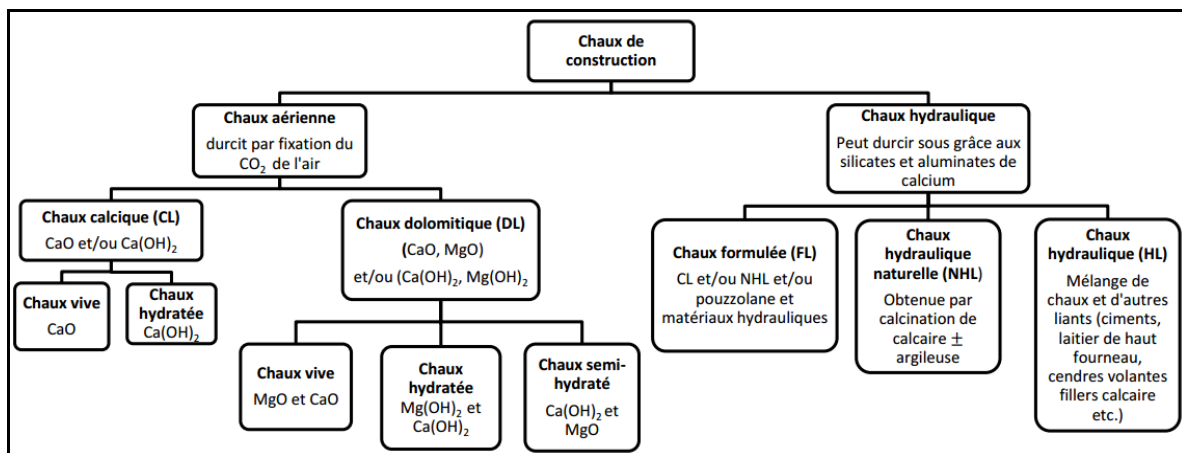 Chaux de
construction
Chaux aérienne
durcit par fixation du
CO₂ de l'air
Chaux hydraulique
Peut durcir sous grâce aux
silicates et aluminates de
calcium
Chaux calcique (CL)
CaO et/ou Ca(OH)₂
Chaux dolomitique (DL)
(CaO, MgO)
et/ou (Ca(OH)₂, Mg(OH)₂
Chaux formulée (FL)
CL et/ou NHL et/ou
pouzzolane et
matériaux hydrauliques
Chaux
hydraulique
naturelle (NHL)
Obtenue par
calcination de
calcaire ±
argileuse
Chaux
hydraulique (HL)
Mélange de
chaux et d'autres
liants (ciments,
laitier de haut
fourneau,
cendres volantes
fillers calcaire
etc.)
Chaux vive
CaO
Chaux
hydratée
Ca(OH)₂
Chaux vive
MgO et CaO
Chaux
hydratée
Mg(OH)₂ et
Ca(OH)₂
Chaux semi-
hydraté
Ca(OH)₂ et
MgO